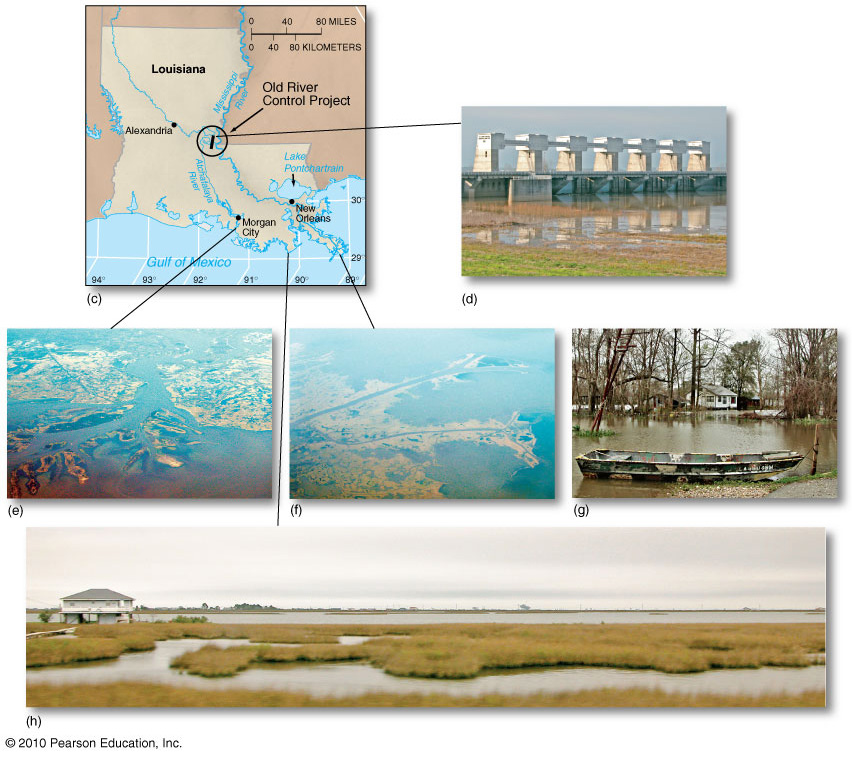 0 40 80 MILES
0 40 80 KILOMETERS
Louisiana
Mississippi
River
Old River
Control Project
Alexandria
Atchafalaya
River
Lake
Pontchartrain
New
Orleans
Morgan
City
30°
29°
Gulf of Mexico
94° 93° 92° 91° 90° 89°
(c)
(d)
(e)
(f)
(g)
(h)
© 2010 Pearson Education, Inc.